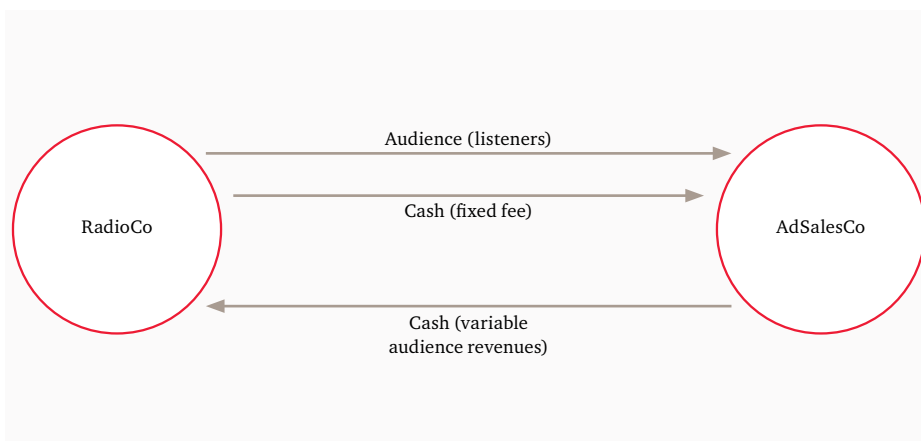 Audience (listeners)
Cash (fixed fee)
RadioCo
AdSalesCo
Cash (variable
audience revenues)